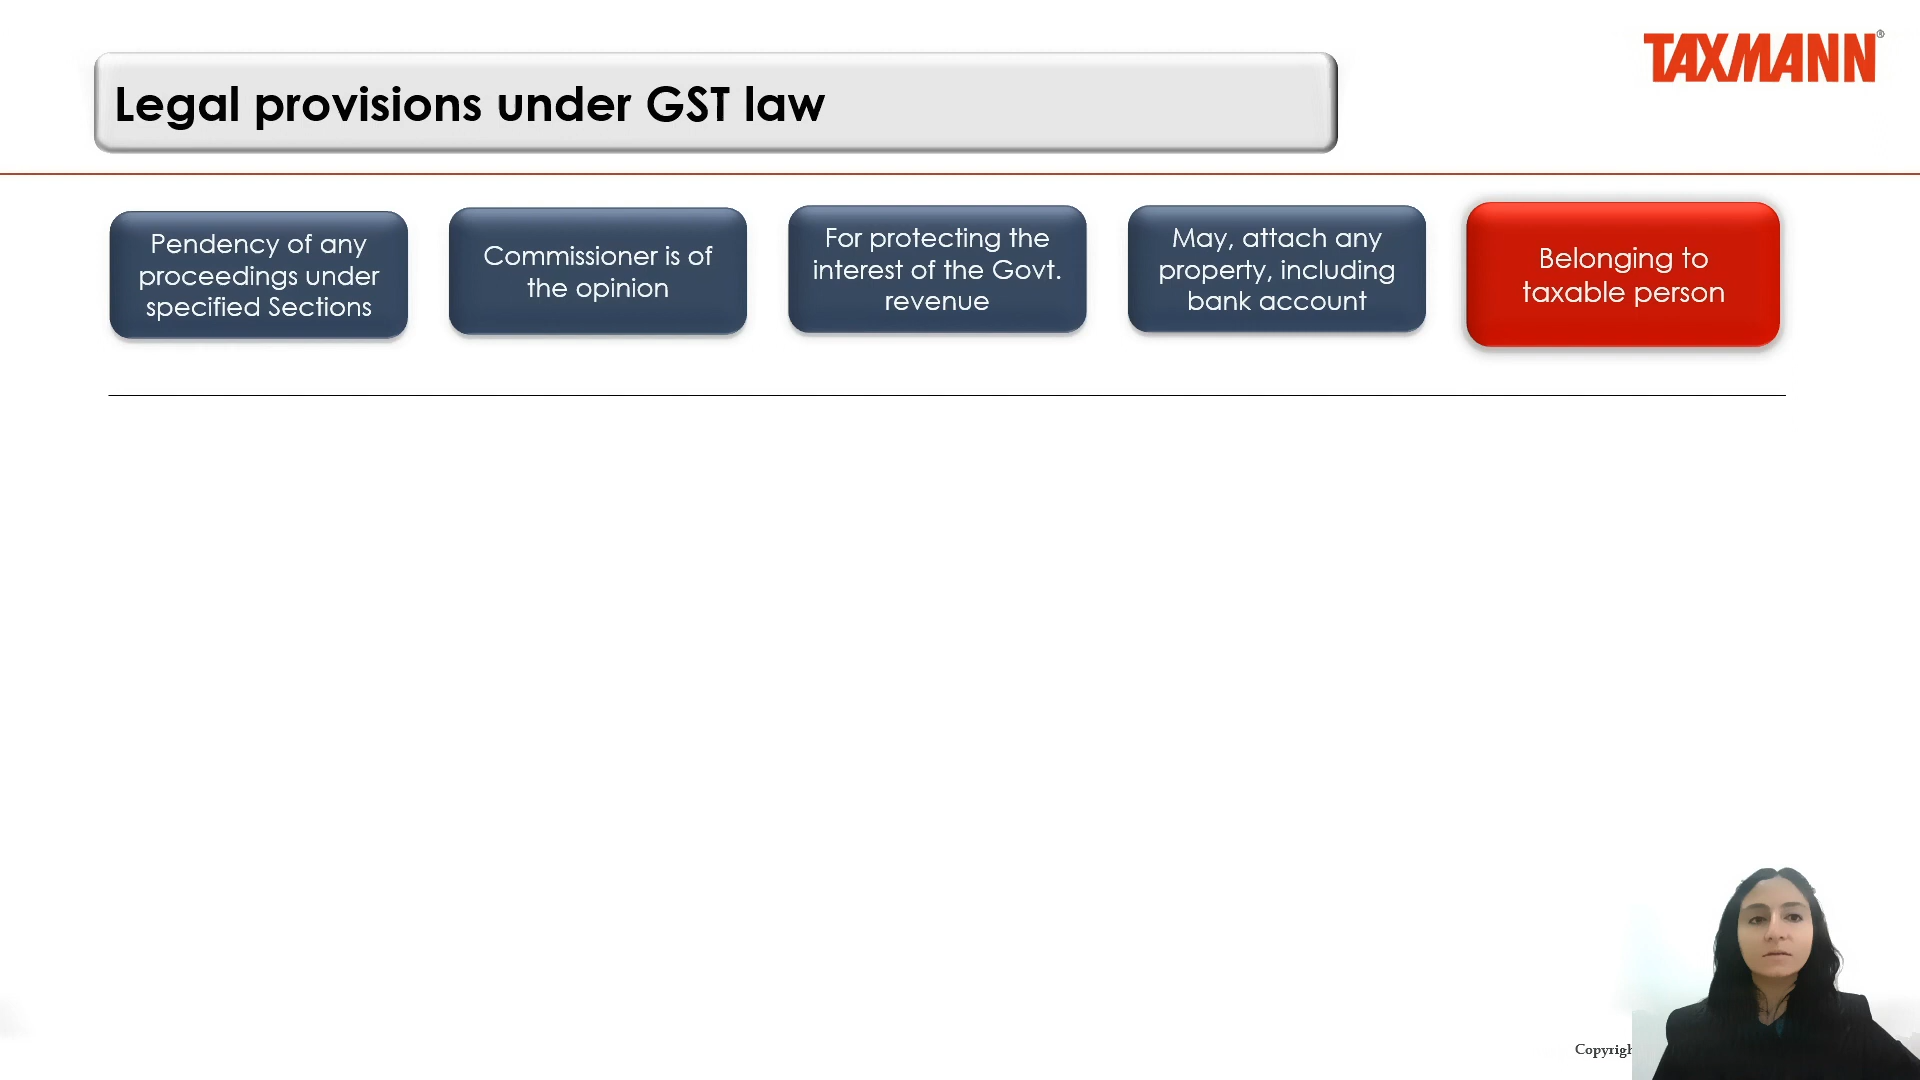 TAXMANN®
Legal provisions under GST law
Pendency of any
proceedings under
specified Sections
Commissioner is of
the opinion
For protecting the
interest of the Govt.
revenue
May, attach any
property, including
bank account
Belonging to
taxable person